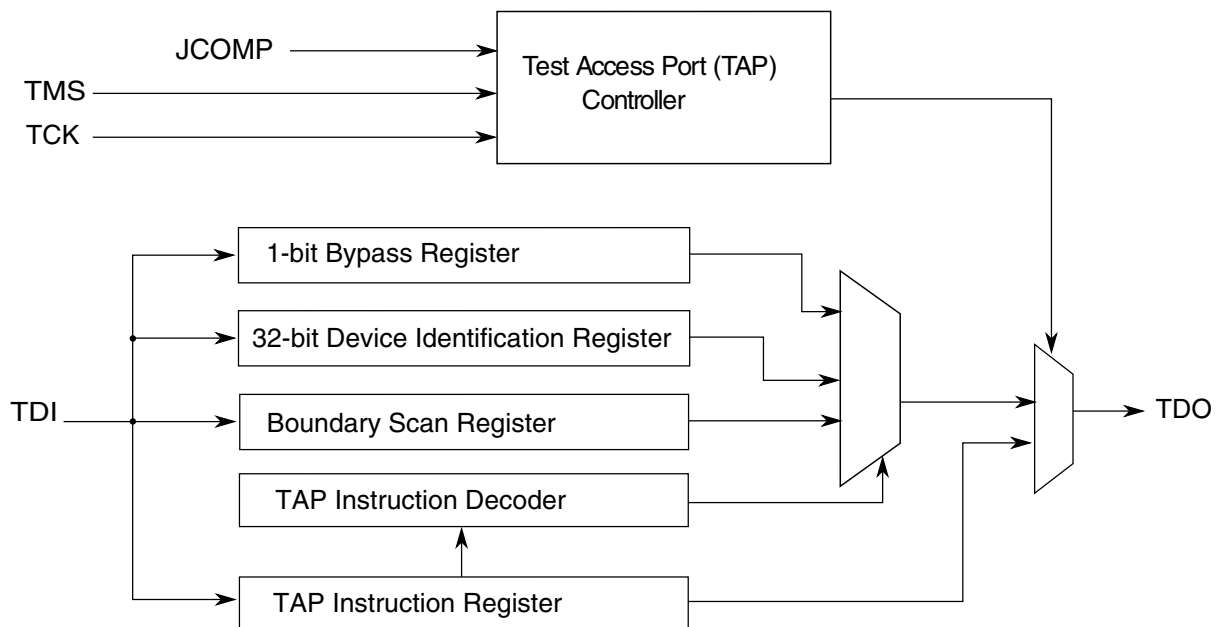 JCOMP
TMS
TCK
Test Access Port (TAP)
Controller
1-bit Bypass Register
32-bit Device Identification Register
TDI
Boundary Scan Register
TDO
TAP Instruction Decoder
TAP Instruction Register